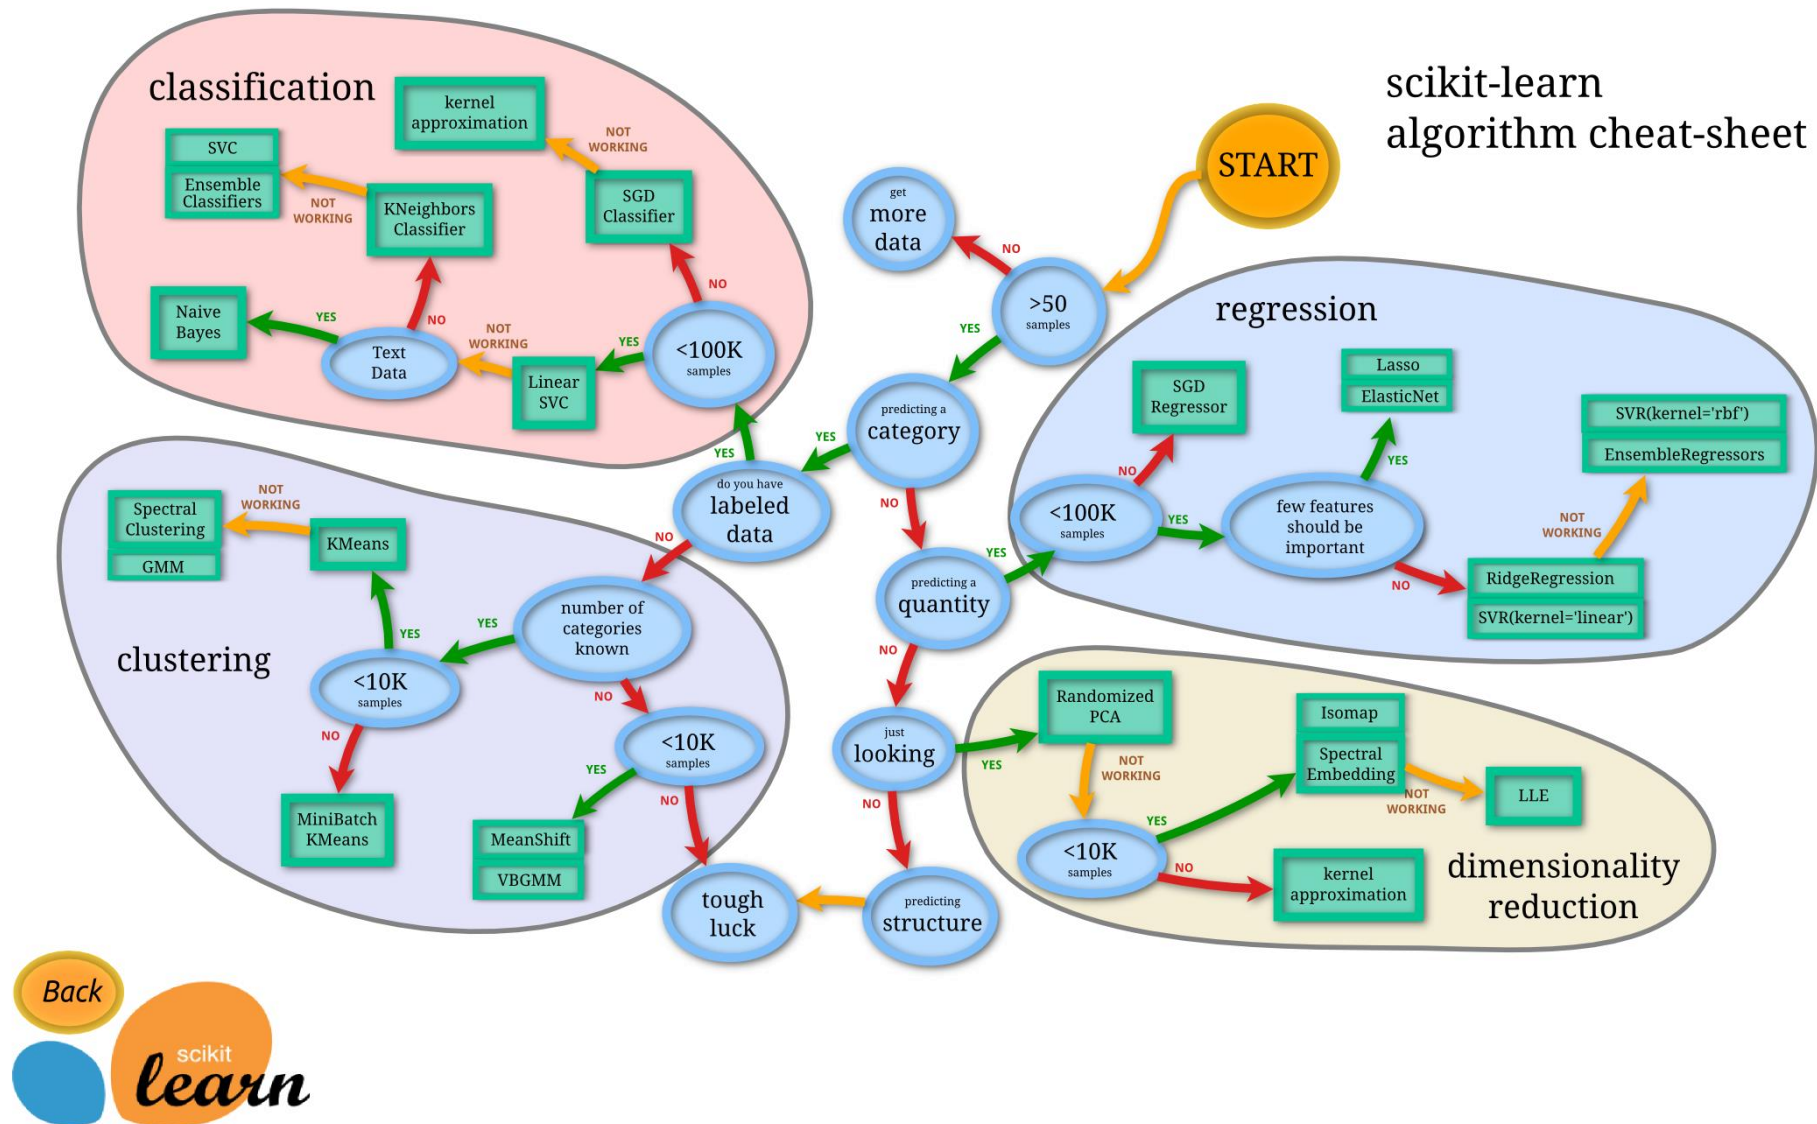 scikit-learn
algorithm cheat-sheet
START
classification
kernel
approximation
NOT
WORKING
SVC
Ensemble
Classifiers
NOT
WORKING
KNeighbors
Classifier
SGD
Classifier
NO
Naive
Bayes
YES
NO
Text
Data
NOT
WORKING
Linear
SVC
YES
<100K
samples
get
more
data
NO
>50
samples
YES
predicting a
category
YES
NO
YES
do you have
labeled
data
NO
predicting a
quantity
YES
NO
just
looking
YES
NO
predicting
structure
tough
luck
regression
SGD
Regressor
Lasso
ElasticNet
SVR(kernel='rbf')
EnsembleRegressors
NO
YES
<100K
samples
YES
few features
should be
important
NOT
WORKING
NO
RidgeRegression
SVR(kernel='linear')
clustering
Spectral
Clustering
GMM
NOT
WORKING
KMeans
number of
categories
known
YES
YES
<10K
samples
NO
NO
<10K
samples
YES
NO
MiniBatch
KMeans
MeanShift
VBGMM
Randomized
PCA
NOT
WORKING
Isomap
Spectral
Embedding
NOT
WORKING
LLE
YES
<10K
samples
NO
kernel
approximation
dimensionality
reduction
Back
scikit
learn